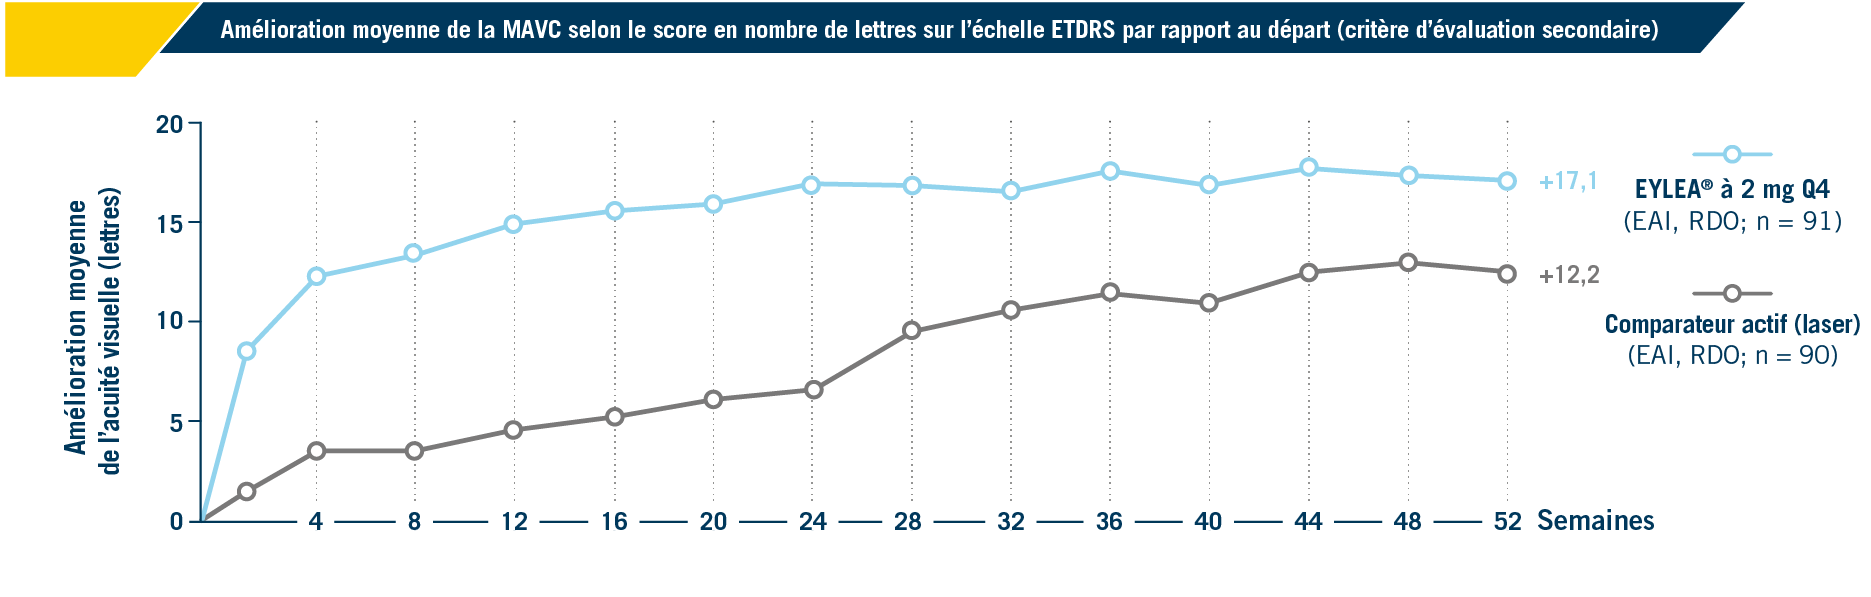 Amélioration moyenne de la MAVC selon le score en nombre de lettres sur l’échelle ETDRS par rapport au départ (critère d’évaluation secondaire)
Amélioration moyenne
de l’acuité visuelle (lettres)
20
15
10
5
0
4 8 12 16 20 24 28 32 36 40 44 48 52 Semaines
+17,1
+12,2
EYLEA® à 2 mg Q4
(EAI, RDO; n = 91)
Comparateur actif (laser)
(EAI, RDO; n = 90)